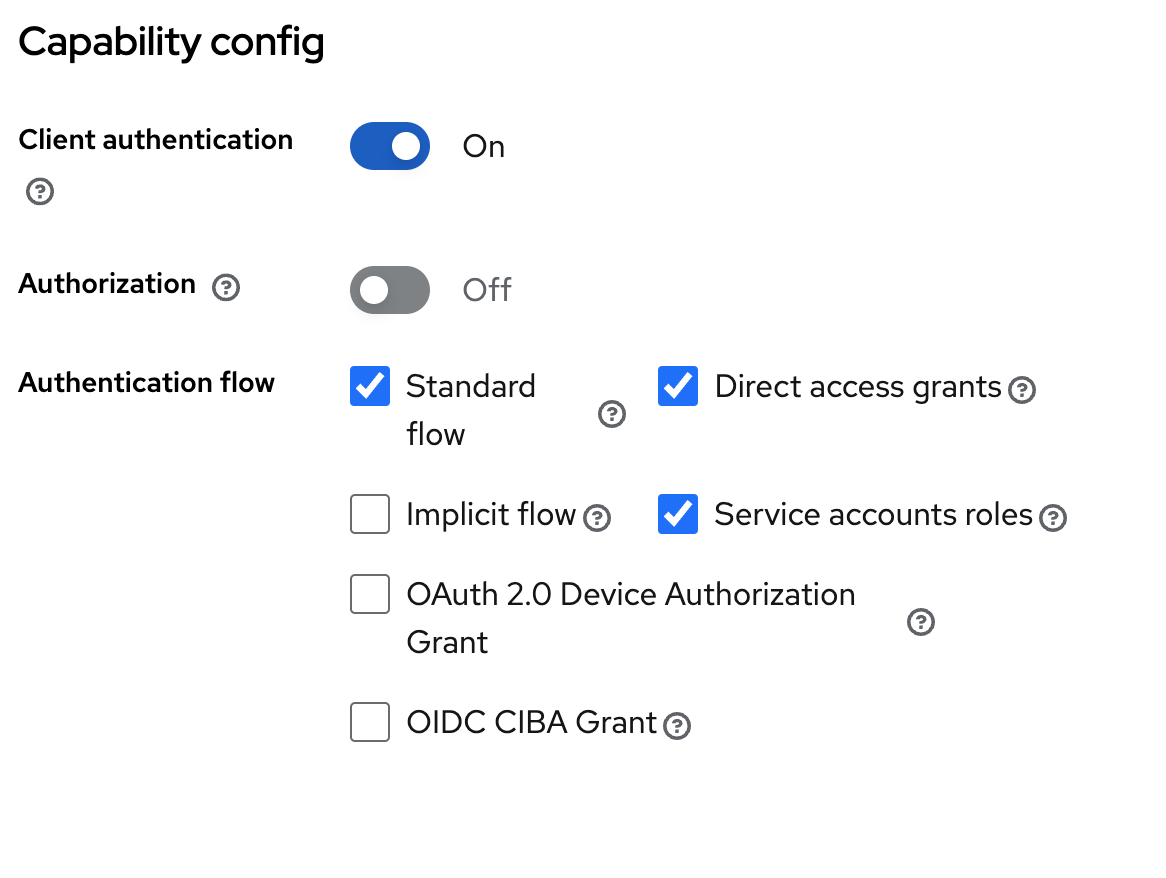 Capability config
Client authentication
On
Authorization
Off
Authentication flow
Standard
flow
Direct access grants
Implicit flow
Service accounts roles
OAuth 2.0 Device Authorization
Grant
OIDC CIBA Grant